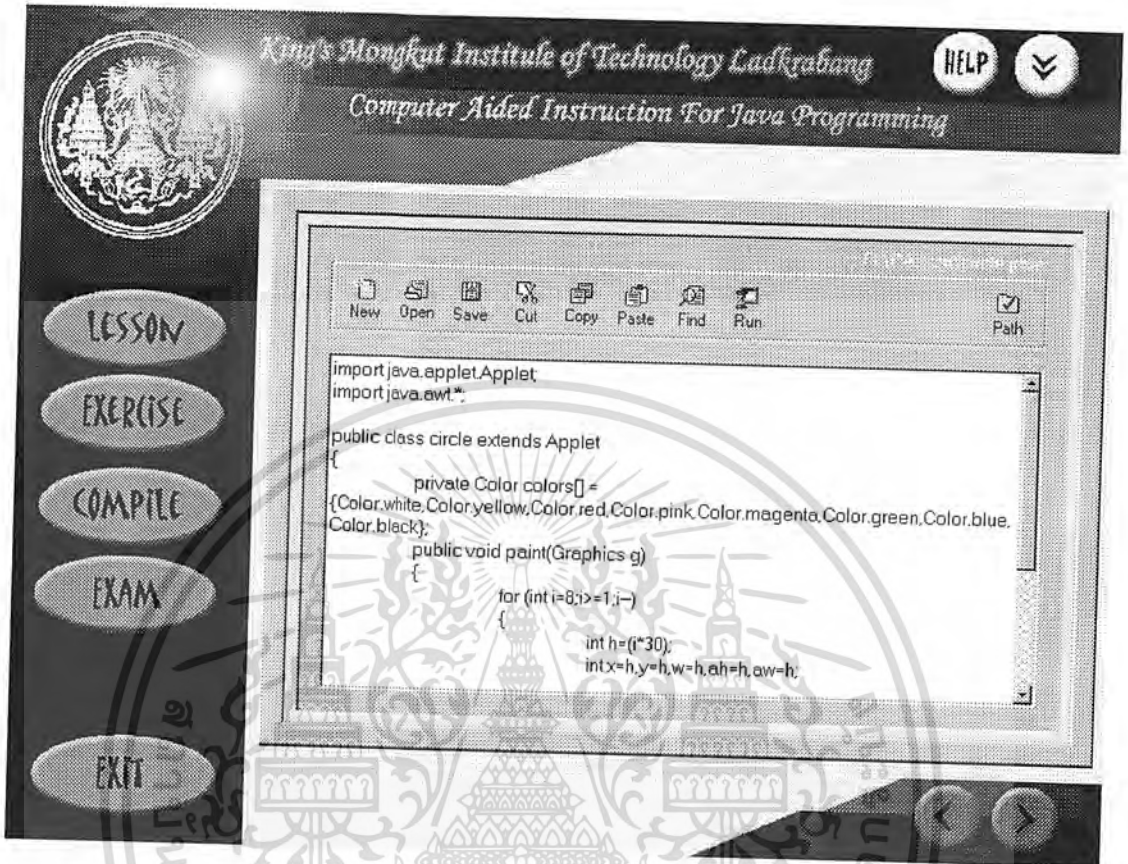 King's Mongkut Institule of Technology Ladkrabang
Computer Aided Instruction For Java Programming
HELP
LESSON
EXERCISE
COMPILE
EXAM
EXIT
New Open Save Cut Copy Paste Find Run Path
import java.applet.Applet;
import java.awt.*;
public class circle extends Applet
{
private Color colors[] =
{Color.white,Color.yellow,Color.red,Color.pink,Color.magenta,Color.green,Color.blue,
Color.black};
public void paint(Graphics g)
{
for (int i=8;i>=1;i--)
{
int h=(i*30);
int x=h,y=h,w=h,ah=h,aw=h;